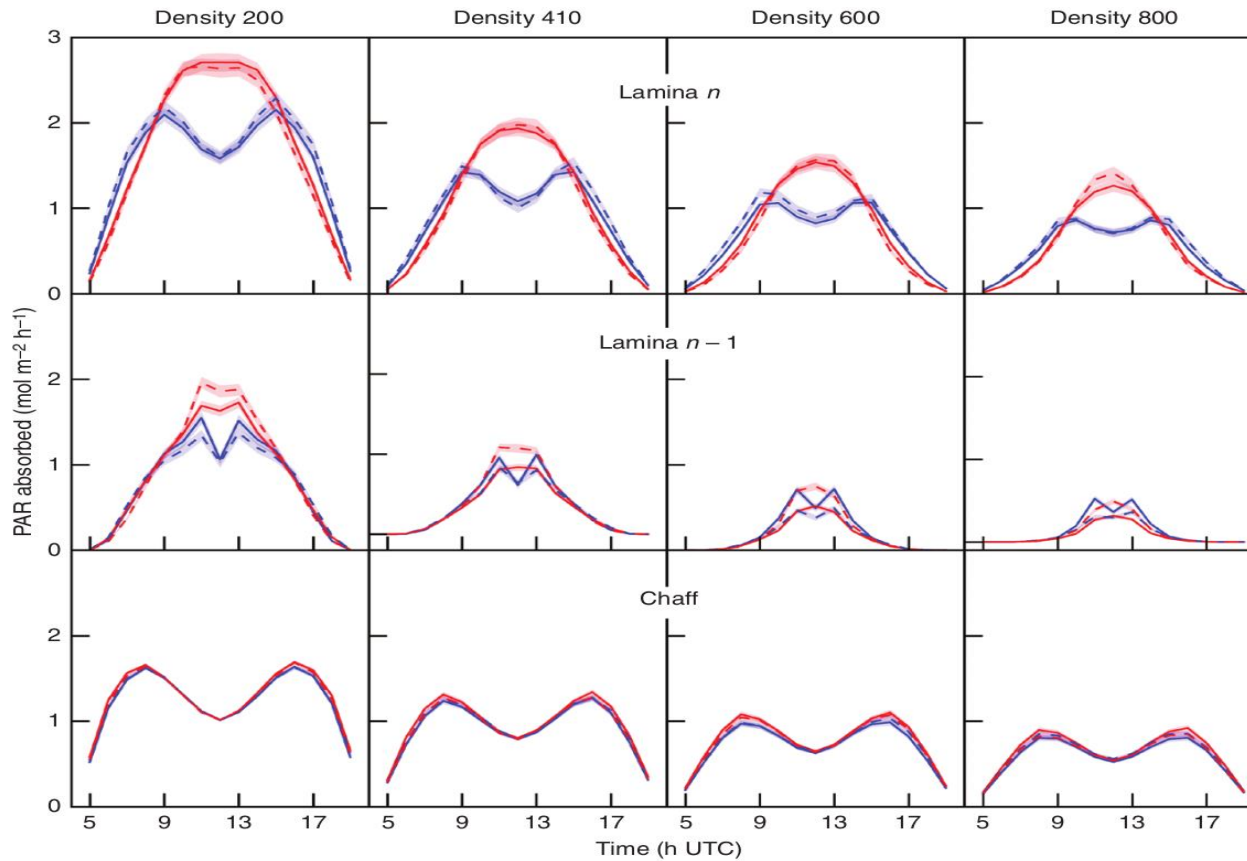 Density 200 Density 410 Density 600 Density 800
3
2
1
0
Lamina n
2
1
0
Lamina n – 1
2
1
0
Chaff
PAR absorbed (mol m–2 h–1)
5 9 13 17 5 9 13 17 5 9 13 17 5 9 13 17
Time (h UTC)